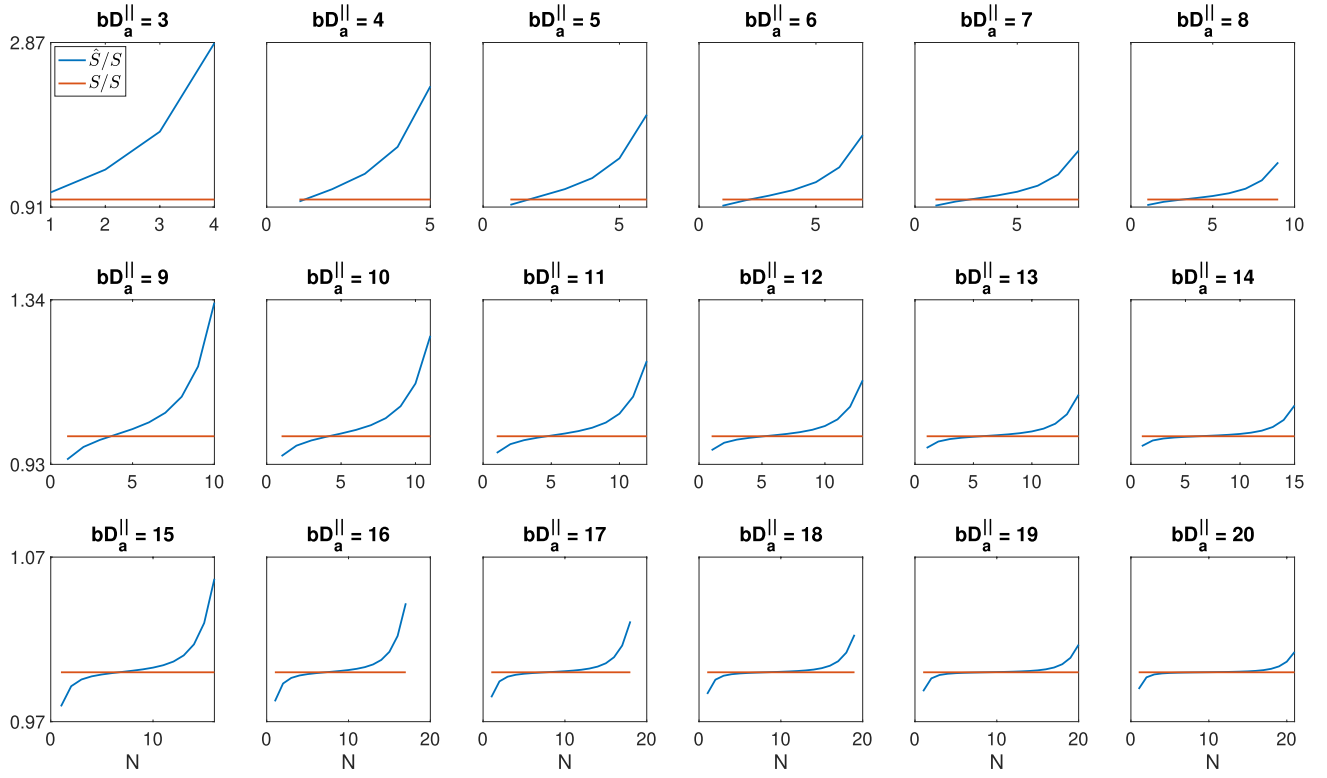 bD_a^{||} = 3 bD_a^{||} = 4 bD_a^{||} = 5 bD_a^{||} = 6 bD_a^{||} = 7 bD_a^{||} = 8
2.87
Ŝ/S
S/S
0.91
1 2 3 4 0 5 0 5 0 5 0 5 0 5 10
bD_a^{||} = 9 bD_a^{||} = 10 bD_a^{||} = 11 bD_a^{||} = 12 bD_a^{||} = 13 bD_a^{||} = 14
1.34
0.93
0 5 10 0 5 10 0 5 10 0 5 10 0 5 10 0 5 10 15
bD_a^{||} = 15 bD_a^{||} = 16 bD_a^{||} = 17 bD_a^{||} = 18 bD_a^{||} = 19 bD_a^{||} = 20
1.07
0.97
0 10 0 10 20 0 10 20 0 10 20 0 10 20 0 10 20
N N N N N N